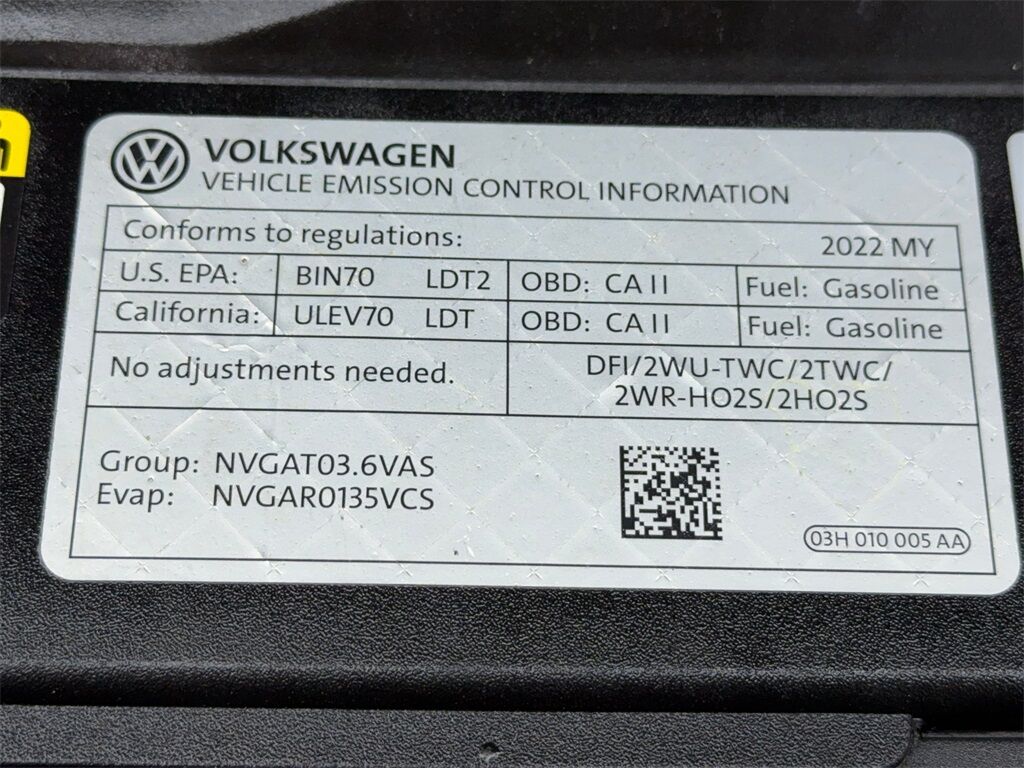 VOLKSWAGEN
VEHICLE EMISSION CONTROL INFORMATION
Conforms to regulations: 2022 MY
U.S. EPA: BIN70 LDT2 OBD: CA II Fuel: Gasoline
California: ULEV70 LDT OBD: CA II Fuel: Gasoline
No adjustments needed. DFI/2WU-TWC/2TWC/
2WR-HO2S/2HO2S
Group: NVGAT03.6VAS
Evap: NVGAR0135VCS
03H 010 005 AA